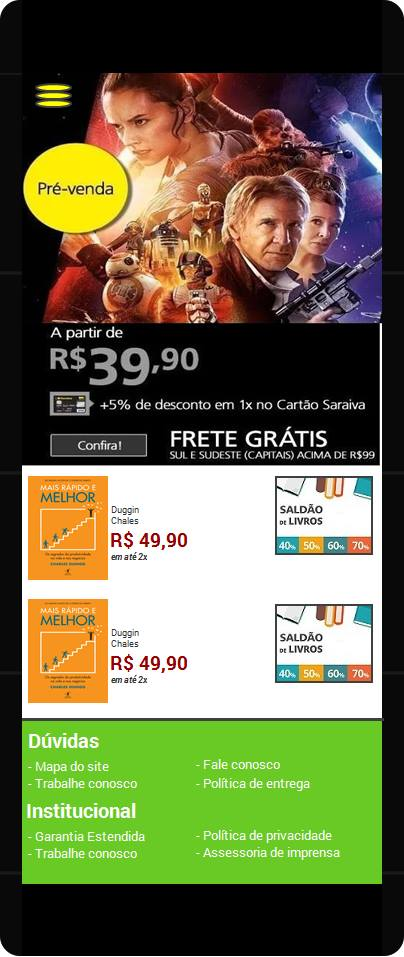 Pré-venda
A partir de
R$39,90
+5% de desconto em 1x no Cartão Saraiva
Confira!
FRETE GRÁTIS
SUL E SUDESTE (CAPITAIS) ACIMA DE R$99
MAIS RÁPIDO E
MELHOR
CHARLES DUHIGG
Duggin
Chales
R$ 49,90
em até 2x
SALDÃO
DE LIVROS
40% 50% 60% 70%
MAIS RÁPIDO E
MELHOR
CHARLES DUHIGG
Duggin
Chales
R$ 49,90
em até 2x
SALDÃO
DE LIVROS
40% 50% 60% 70%
Dúvidas
- Mapa do site
- Trabalhe conosco
- Fale conosco
- Política de entrega
Institucional
- Garantia Estendida
- Trabalhe conosco
- Política de privacidade
- Assessoria de imprensa